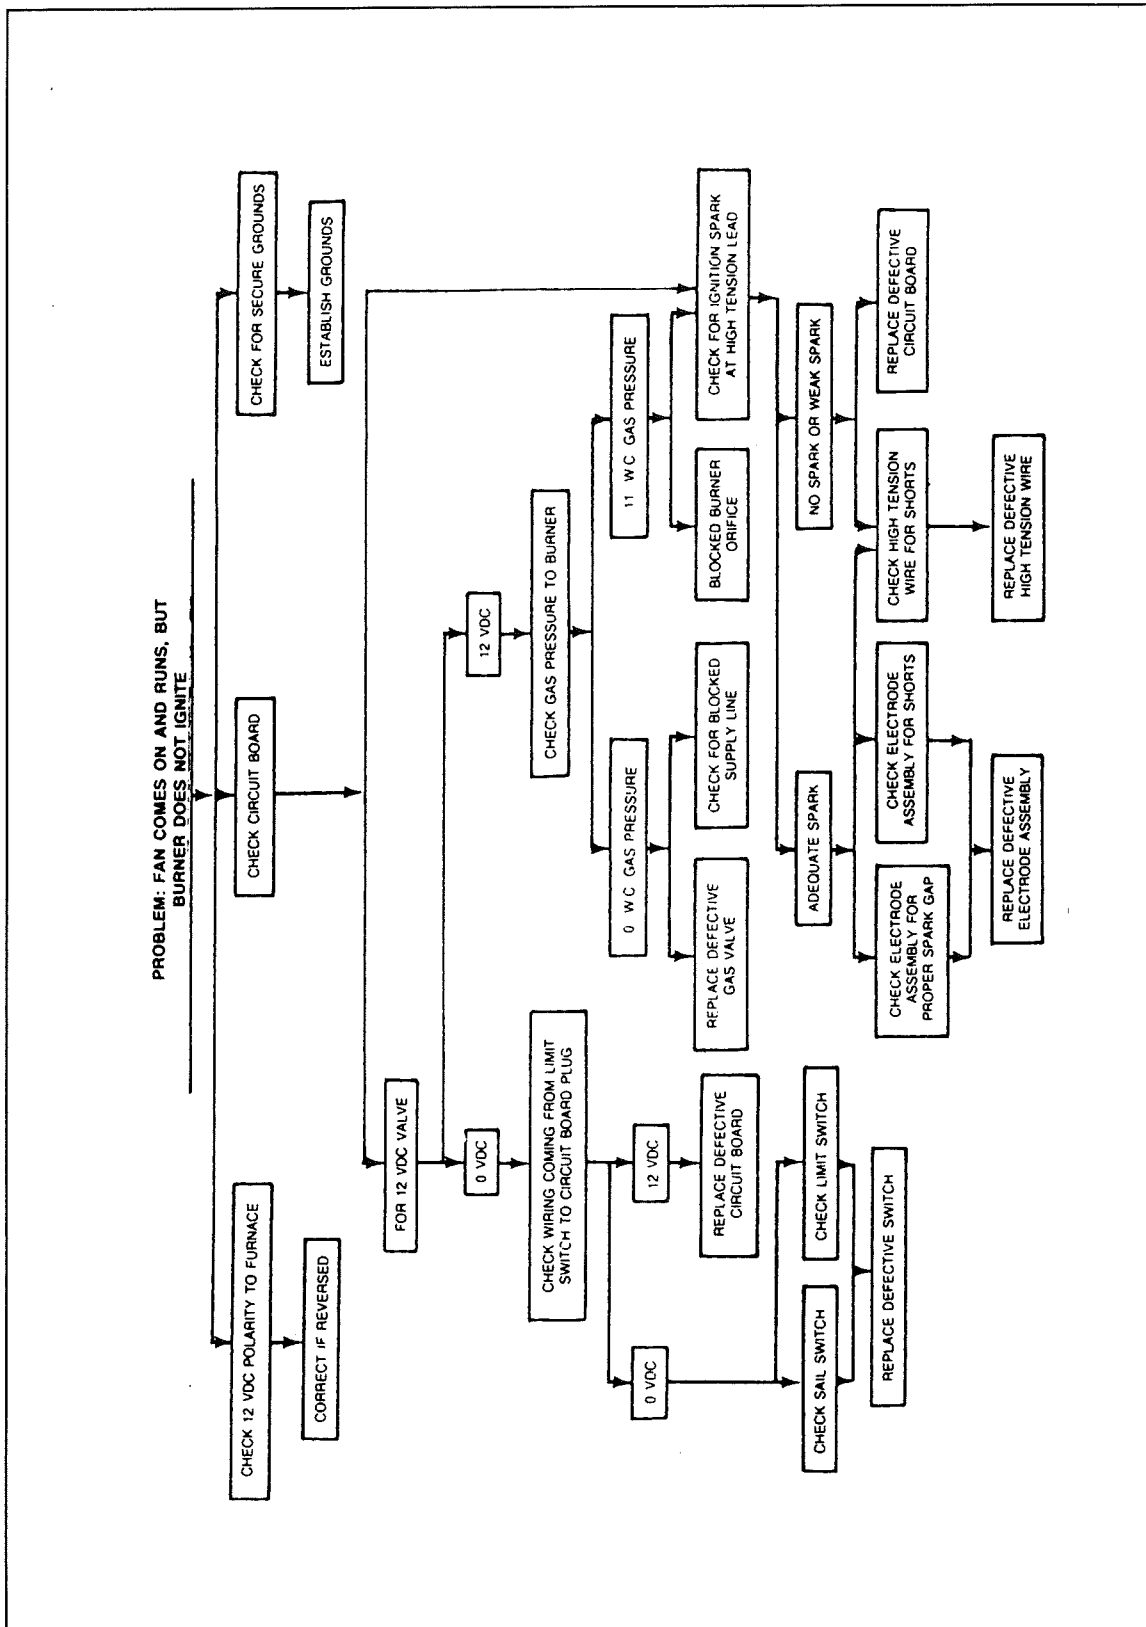 PROBLEM: FAN COMES ON AND RUNS, BUT
BURNER DOES NOT IGNITE
CHECK 12 VDC POLARITY TO FURNACE
CHECK CIRCUIT BOARD
CHECK FOR SECURE GROUNDS
CORRECT IF REVERSED
ESTABLISH GROUNDS
FOR 12 VDC VALVE
0 VDC
12 VDC
CHECK WIRING COMING FROM LIMIT
SWITCH TO CIRCUIT BOARD PLUG
CHECK GAS PRESSURE TO BURNER
0 VDC
12 VDC
0 WC GAS PRESSURE
11 WC GAS PRESSURE
REPLACE DEFECTIVE
CIRCUIT BOARD
REPLACE DEFECTIVE
GAS VALVE
CHECK FOR BLOCKED
SUPPLY LINE
BLOCKED BURNER
ORIFICE
CHECK FOR IGNITION SPARK
AT HIGH TENSION LEAD
CHECK SAIL SWITCH
CHECK LIMIT SWITCH
ADEQUATE SPARK
NO SPARK OR WEAK SPARK
REPLACE DEFECTIVE SWITCH
CHECK ELECTRODE
ASSEMBLY FOR
PROPER SPARK GAP
CHECK ELECTRODE
ASSEMBLY FOR SHORTS
CHECK HIGH TENSION
WIRE FOR SHORTS
REPLACE DEFECTIVE
CIRCUIT BOARD
REPLACE DEFECTIVE
ELECTRODE ASSEMBLY
REPLACE DEFECTIVE
HIGH TENSION WIRE